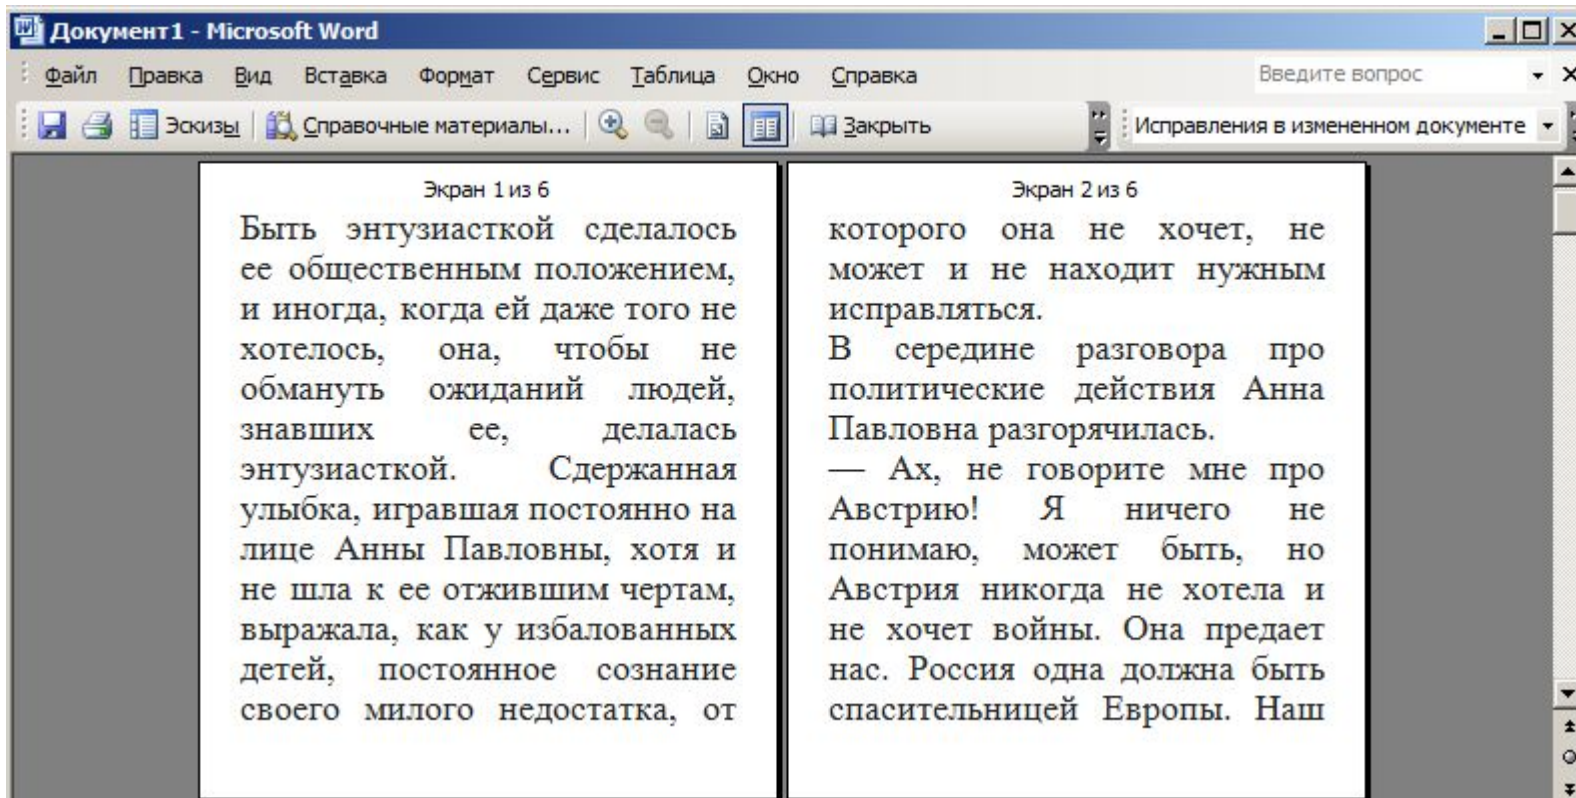 Документ1 - Microsoft Word
Файл Правка Вид Вставка Формат Сервис Таблица Окно Справка Введите вопрос
Эскизы Справочные материалы... Закрыть Исправления в измененном документе
Экран 1 из 6
Быть энтузиасткой сделалось
ее общественным положением,
и иногда, когда ей даже того не
хотелось, она, чтобы не
обмануть ожиданий людей,
знавших ее, делалась
энтузиасткой. Сдержанная
улыбка, игравшая постоянно на
лице Анны Павловны, хотя и
не шла к ее отжившим чертам,
выражала, как у избалованных
детей, постоянное сознание
своего милого недостатка, от
Экран 2 из 6
которого она не хочет, не
может и не находит нужным
исправляться.
В середине разговора про
политические действия Анна
Павловна разгорячилась.
— Ах, не говорите мне про
Австрию! Я ничего не
понимаю, может быть, но
Австрия никогда не хотела и
не хочет войны. Она предает
нас. Россия одна должна быть
спасительницей Европы. Наш